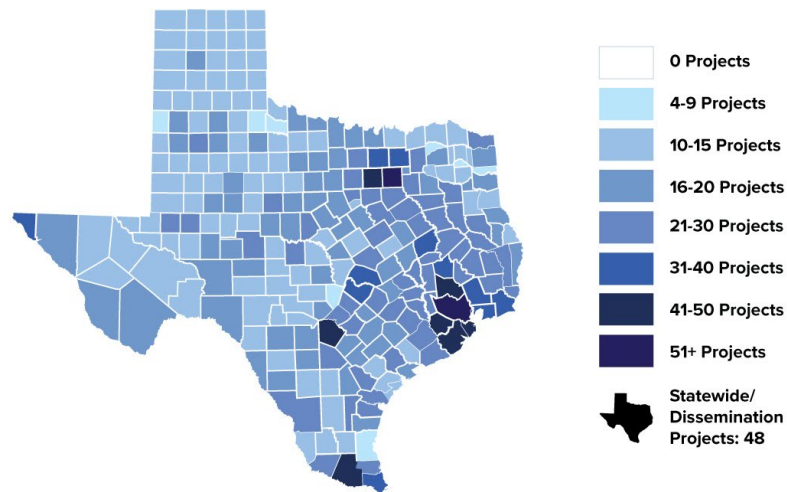 0 Projects
4-9 Projects
10-15 Projects
16-20 Projects
21-30 Projects
31-40 Projects
41-50 Projects
51+ Projects
Statewide/
Dissemination
Projects: 48